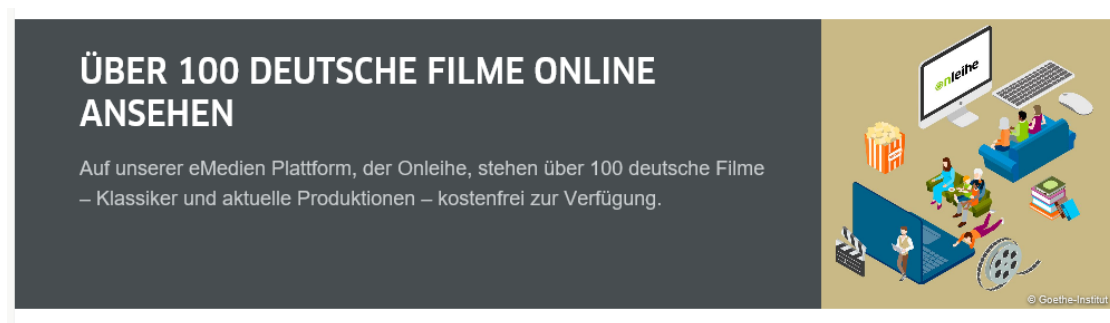 ÜBER 100 DEUTSCHE FILME ONLINE
ANSEHEN
Auf unserer eMedien Plattform, der Onleihe, stehen über 100 deutsche Filme
– Klassiker und aktuelle Produktionen – kostenfrei zur Verfügung.
onleihe
© Goethe-Institut